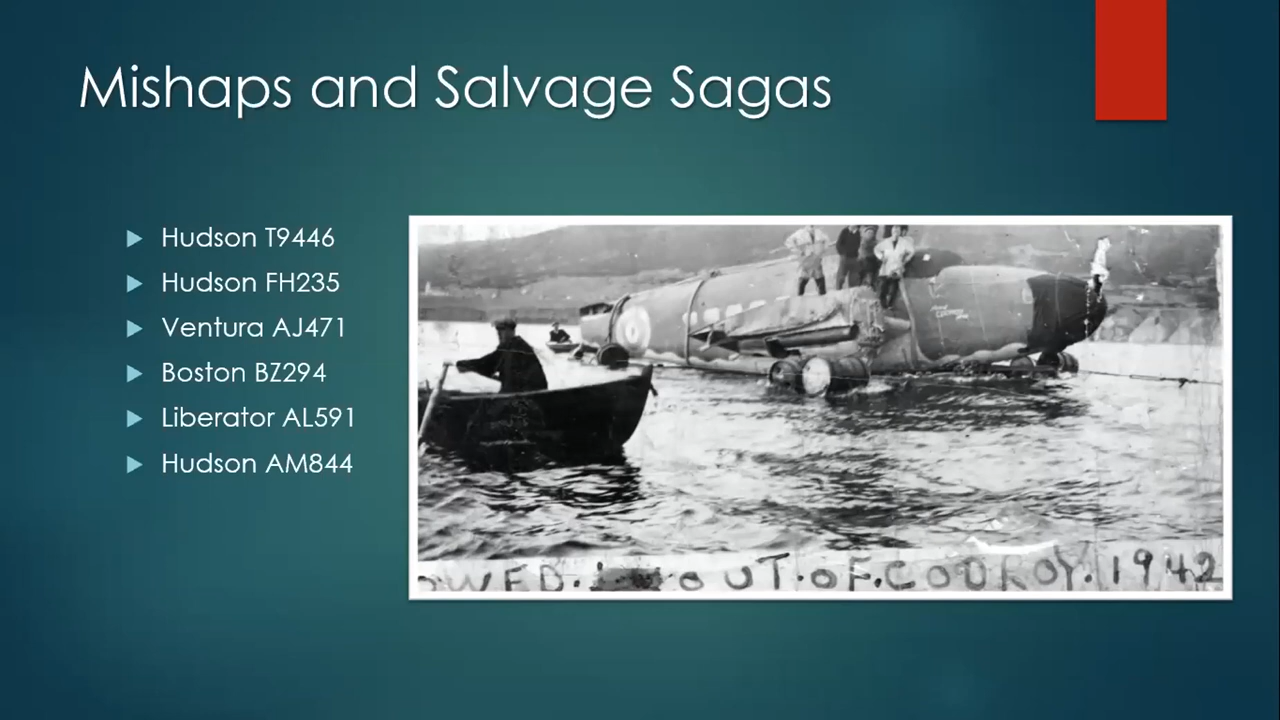 Mishaps and Salvage Sagas
Hudson T9446
Hudson FH235
Ventura AJ471
Boston BZ294
Liberator AL591
Hudson AM844
OUT.OF.CODROY.1942